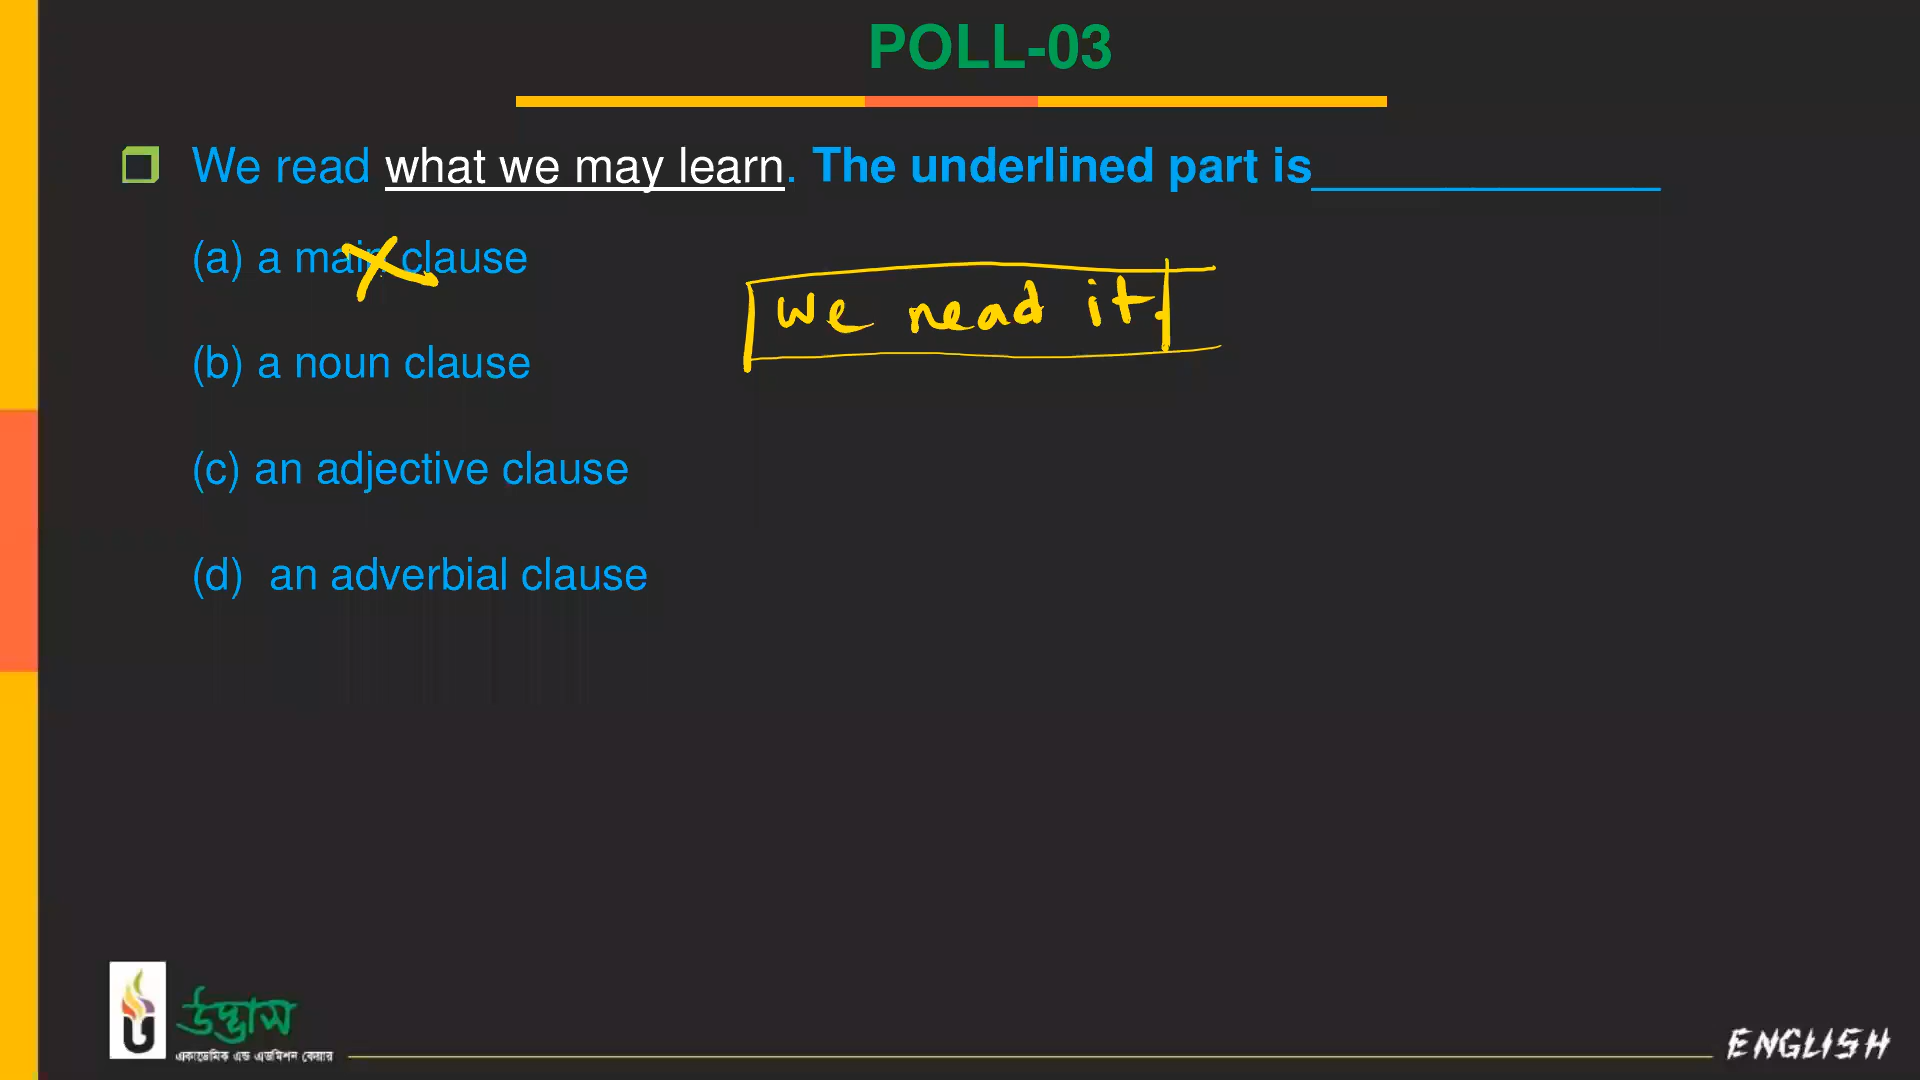 POLL-03
We read what we may learn. The underlined part is______________
(a) a main clause
we read it.
(b) a noun clause
(c) an adjective clause
(d) an adverbial clause
উদ্ভাস
একাডেমিক এন্ড এডমিশন কেয়ার
ENGLISH